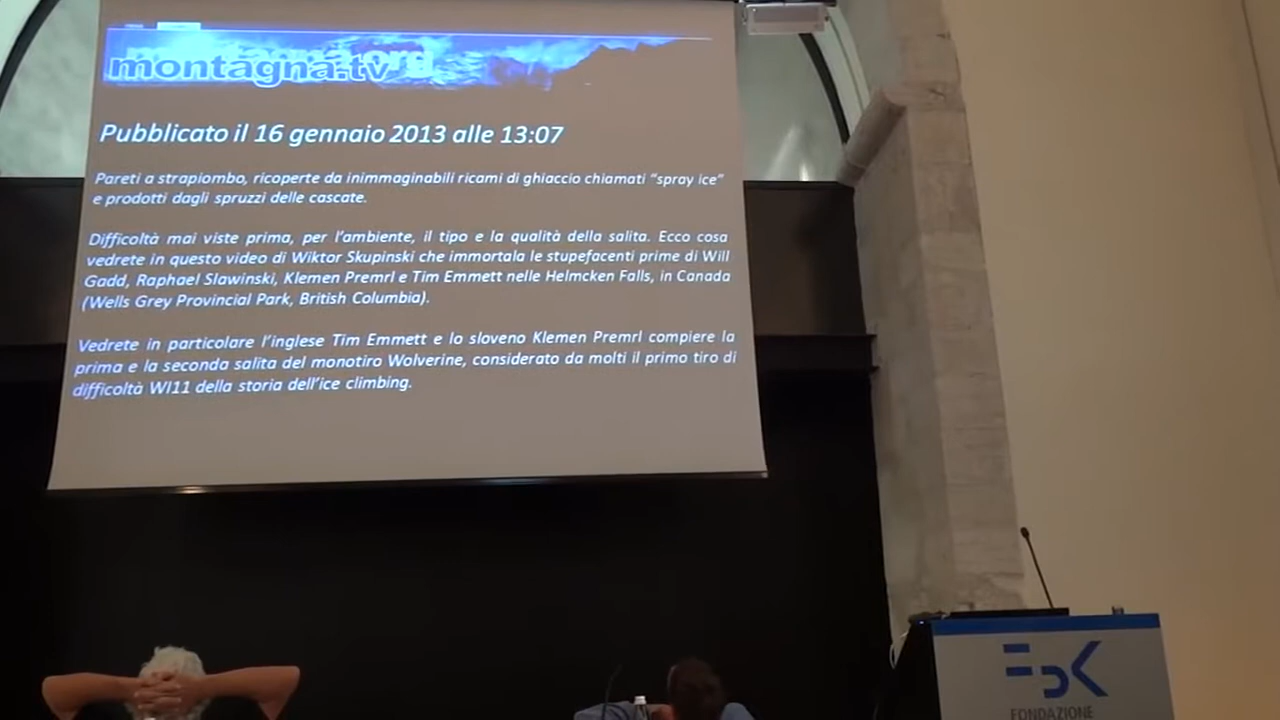 montagna.org
montagna.tv
Pubblicato il 16 gennaio 2013 alle 13:07
Pareti a strapiombo, ricoperte da inimmaginabili ricami di ghiaccio chiamati “spray ice”
e prodotti dagli spruzzi delle cascate.
Difficoltà mai viste prima, per l’ambiente, il tipo e la qualità della salita. Ecco cosa
vedrete in questo video di Wiktor Skupinski che immortala le stupefacenti prime di Will
Gadd, Raphael Slawinski, Klemen Premrl e Tim Emmett nelle Helmcken Falls, in Canada
(Wells Grey Provincial Park, British Columbia).
Vedrete in particolare l’inglese Tim Emmett e lo sloveno Klemen Premrl compiere la
prima e la seconda salita del monotiro Wolverine, considerato da molti il primo tiro di
difficoltà WI11 della storia dell’ice climbing.
FBK
FONDAZIONE